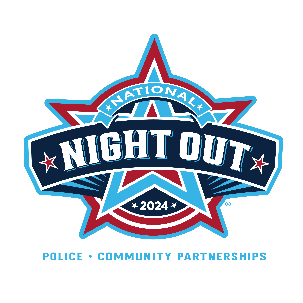 NATIONAL
NIGHT OUT
2024
POLICE • COMMUNITY PARTNERSHIPS